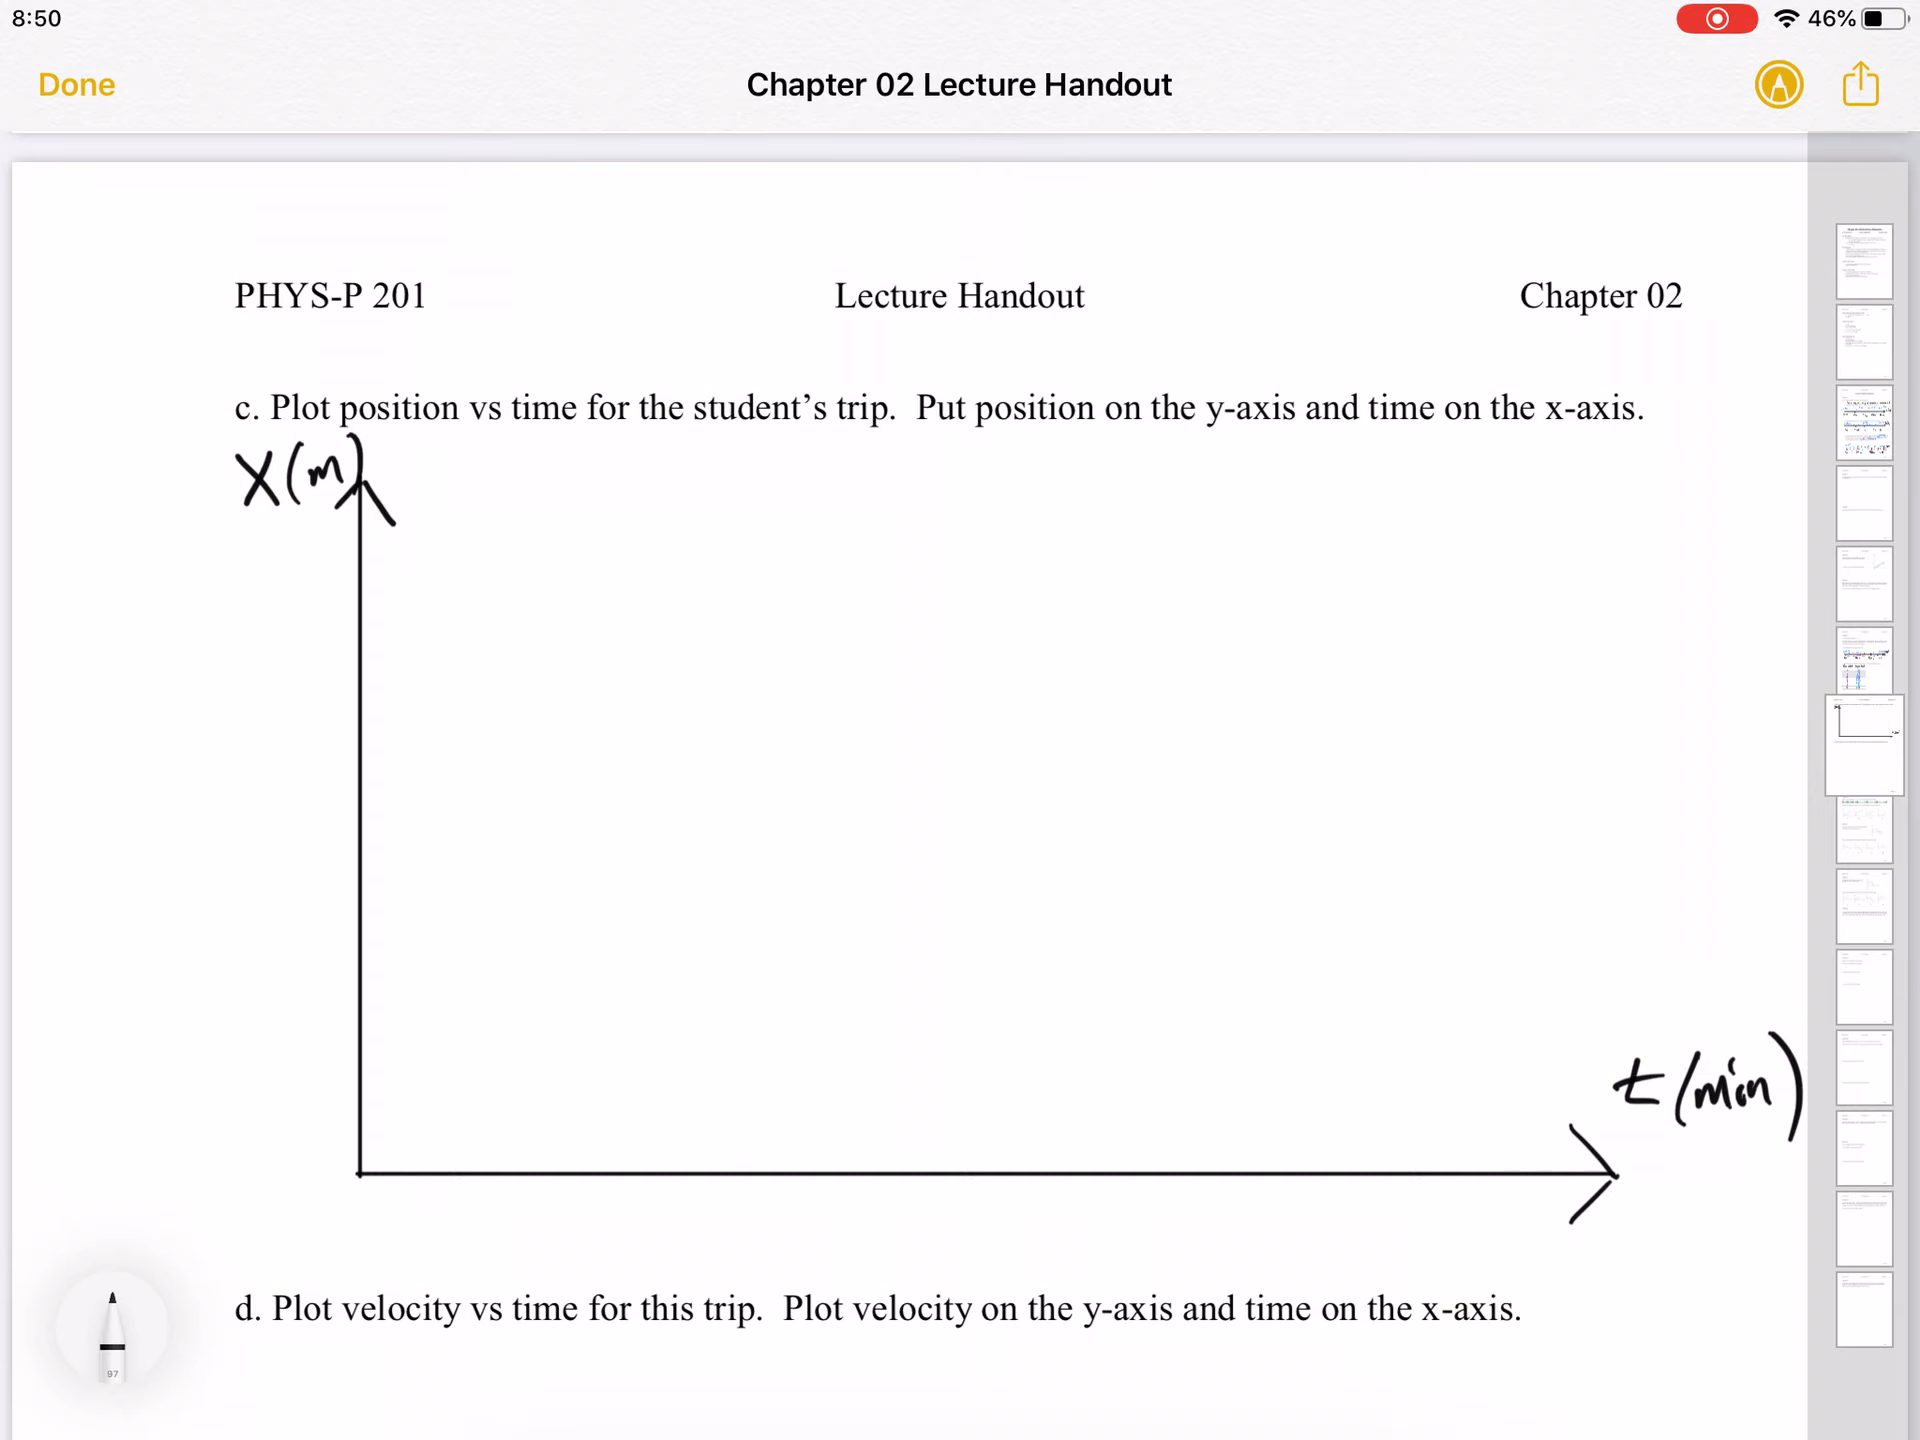 8:50
46%
Done
Chapter 02 Lecture Handout
PHYS-P 201
Lecture Handout
Chapter 02
c. Plot position vs time for the student’s trip.  Put position on the y-axis and time on the x-axis.
X(m)
t(min)
d. Plot velocity vs time for this trip.  Plot velocity on the y-axis and time on the x-axis.
97